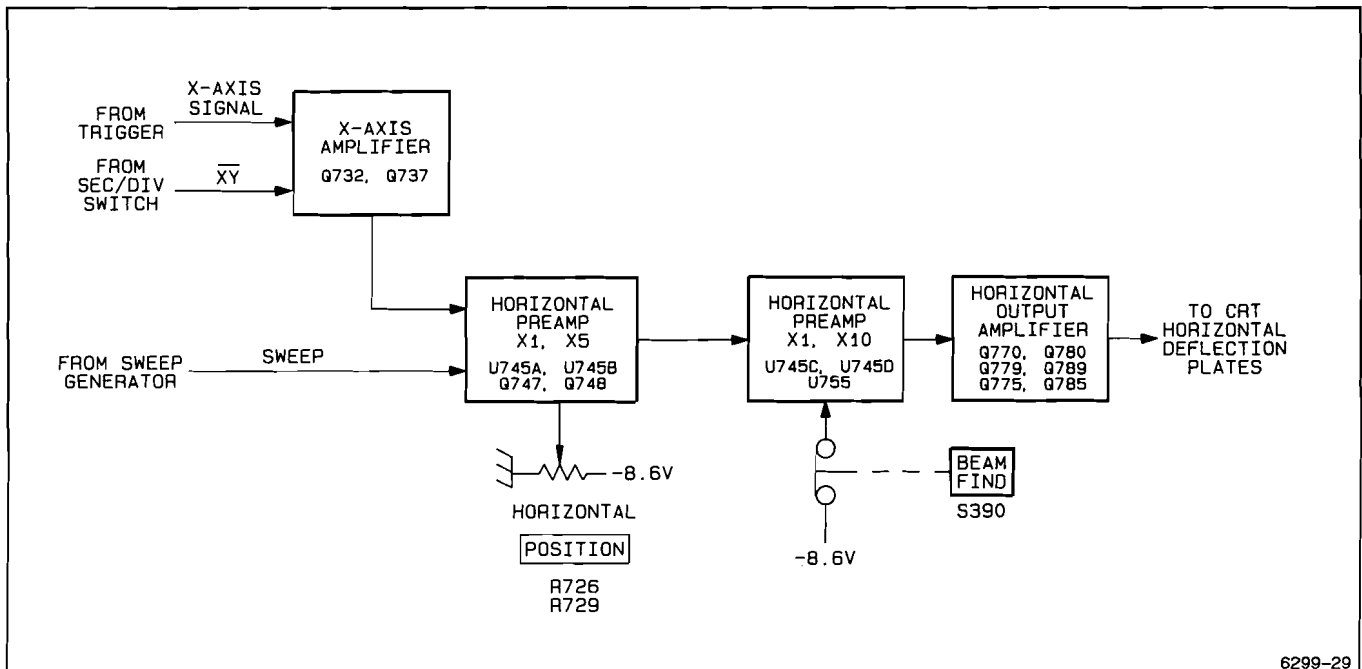 X-AXIS
SIGNAL
FROM
TRIGGER
X-AXIS
AMPLIFIER
Q732, Q737
FROM
SEC/DIV
SWITCH
X̅Y̅
HORIZONTAL
PREAMP
X1, X5
U745A, U745B
Q747, Q748
HORIZONTAL
PREAMP
X1, X10
U745C, U745D
U755
HORIZONTAL
OUTPUT
AMPLIFIER
Q770, Q780
Q779, Q789
Q775, Q785
TO CRT
HORIZONTAL
DEFLECTION
PLATES
FROM SWEEP
GENERATOR
SWEEP
-8.6V
HORIZONTAL
POSITION
R726
R729
BEAM
FIND
S390
-8.6V
6299-29